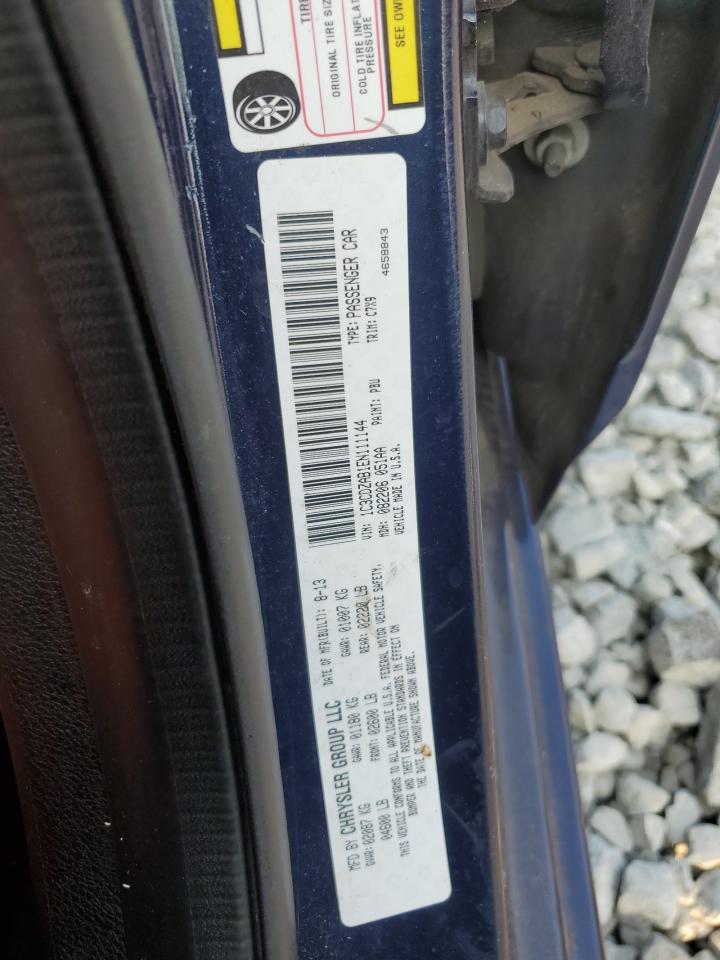 TIRE
ORIGINAL TIRE SIZ
COLD TIRE INFLAT
PRESSURE
SEE OWN
MFD BY CHRYSLER GROUP LLC DATE OF MFR(BUILT): 8-13
GVWR: 02087 KG GAWR: 01180 KG GAWR: 01007 KG
04600 LB FRONT: 02600 LB REAR: 02220 LB
THIS VEHICLE CONFORMS TO ALL APPLICABLE U.S.A. FEDERAL MOTOR VEHICLE SAFETY,
BUMPER AND THEFT PREVENTION STANDARDS IN EFFECT ON
THE DATE OF MANUFACTURE SHOWN ABOVE.
VIN: 1C3CDZAB1EN111144 TYPE: PASSENGER CAR
MDH: 082206 051AA PAINT: PBU TRIM: C7X9
VEHICLE MADE IN U.S.A. 4658843